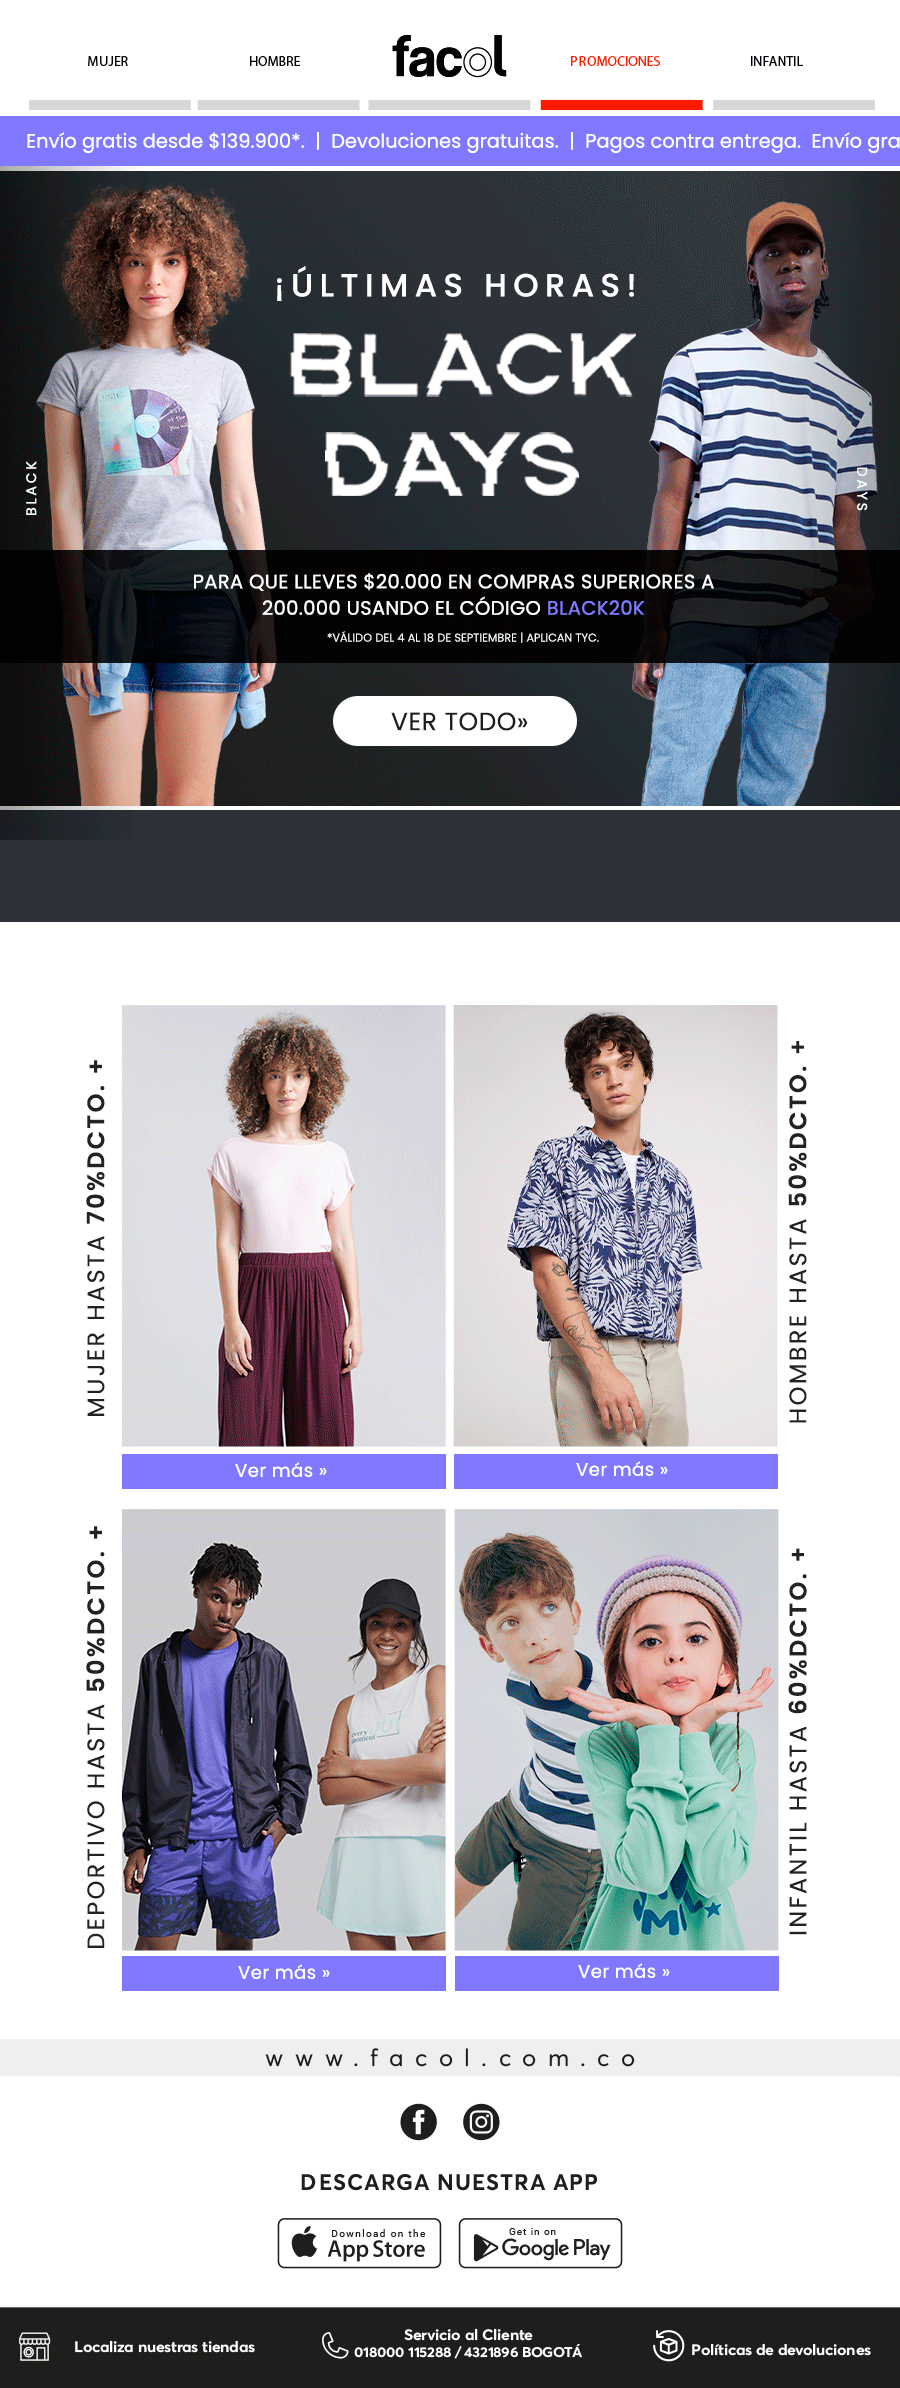 facol
MUJER
HOMBRE
PROMOCIONES
INFANTIL
Envío gratis desde $139.900*. | Devoluciones gratuitas. | Pagos contra entrega. Envío gra
¡ÚLTIMAS HORAS!
BLACK
DAYS
BLACK
DAYS
PARA QUE LLEVES $20.000 EN COMPRAS SUPERIORES A
200.000 USANDO EL CÓDIGO BLACK20K
*VÁLIDO DEL 4 AL 18 DE SEPTIEMBRE | APLICAN TYC.
VER TODO»
MUJER HASTA 70%DCTO. +
HOMBRE HASTA 50%DCTO. +
Ver más »
Ver más »
DEPORTIVO HASTA 50%DCTO. +
every
moment
JOY
INFANTIL HASTA 60%DCTO. +
Ver más »
Ver más »
www.facol.com.co
DESCARGA NUESTRA APP
Download on the
App Store
Get in on
Google Play
Localiza nuestras tiendas
Servicio al Cliente
018000 115288 / 4321896 BOGOTÁ
Políticas de devoluciones